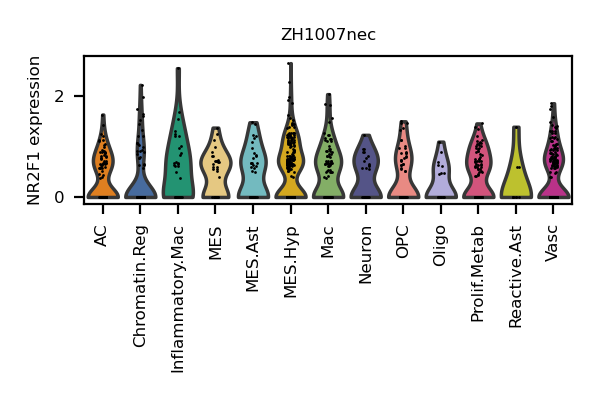 ZH1007nec
NR2F1 expression
2
0
AC
Chromatin.Reg
Inflammatory.Mac
MES
MES.Ast
MES.Hyp
Mac
Neuron
OPC
Oligo
Prolif.Metab
Reactive.Ast
Vasc